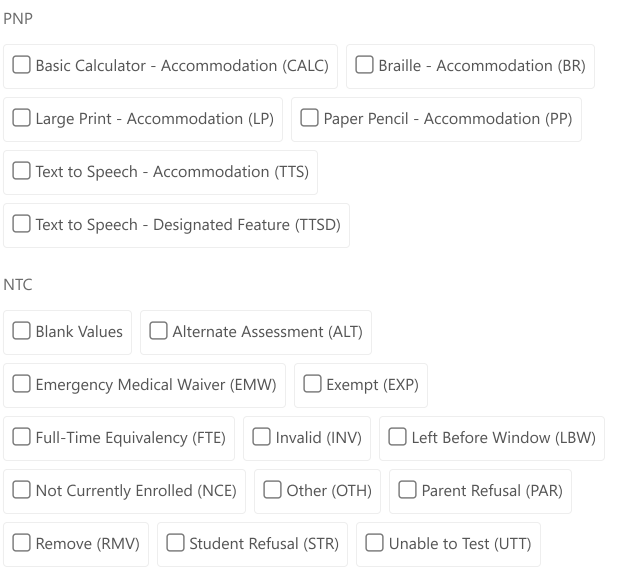 PNP
Basic Calculator - Accommodation (CALC) Braille - Accommodation (BR)
Large Print - Accommodation (LP) Paper Pencil - Accommodation (PP)
Text to Speech - Accommodation (TTS)
Text to Speech - Designated Feature (TTSD)
NTC
Blank Values Alternate Assessment (ALT)
Emergency Medical Waiver (EMW) Exempt (EXP)
Full-Time Equivalency (FTE) Invalid (INV) Left Before Window (LBW)
Not Currently Enrolled (NCE) Other (OTH) Parent Refusal (PAR)
Remove (RMV) Student Refusal (STR) Unable to Test (UTT)